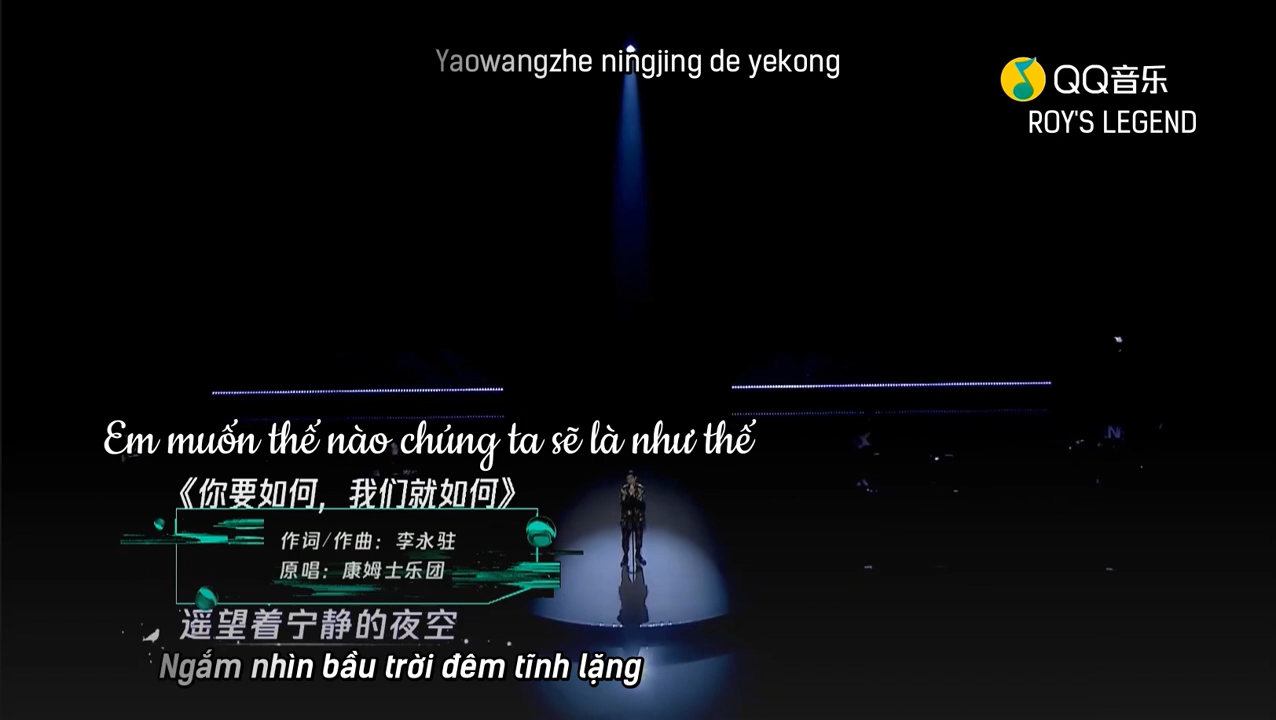 Yaowangzhe ningjing de yekong
QQ音乐
ROY'S LEGEND
Em muốn thế nào chúng ta sẽ là như thế
《你要如何，我们就如何》
作词/作曲：李永驻
原唱：康姆士乐团
遥望着宁静的夜空
Ngắm nhìn bầu trời đêm tĩnh lặng